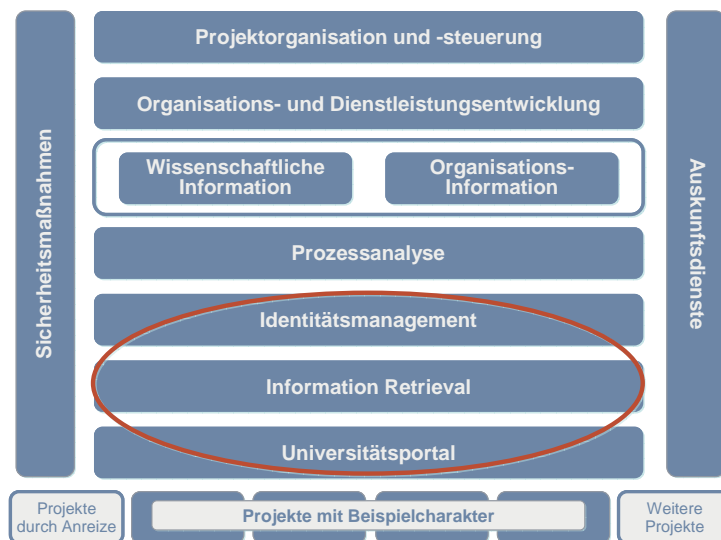 Sicherheitsmaßnahmen
Projektorganisation und -steuerung
Organisations- und Dienstleistungsentwicklung
Wissenschaftliche
Information
Organisations-
Information
Prozessanalyse
Identitätsmanagement
Information Retrieval
Universitätsportal
Auskunftsdienste
Projekte
durch Anreize
Projekte mit Beispielcharakter
Weitere
Projekte